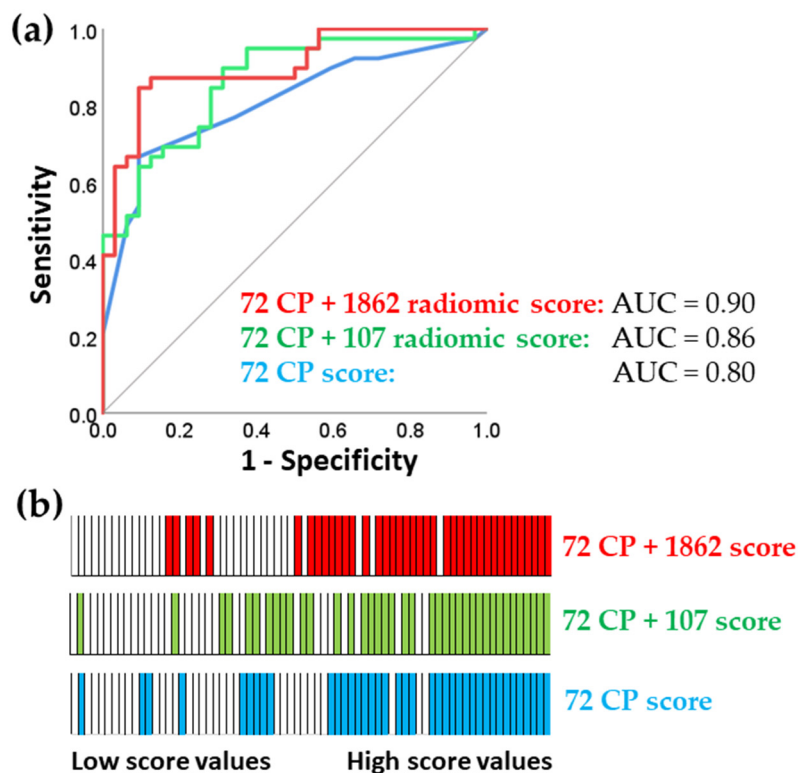 (a)
1.0
0.8
0.6
0.4
0.2
0.0
Sensitivity
72 CP + 1862 radiomic score: AUC = 0.90
72 CP + 107 radiomic score: AUC = 0.86
72 CP score: AUC = 0.80
0.0 0.2 0.4 0.6 0.8 1.0
1 - Specificity
(b)
72 CP + 1862 score
72 CP + 107 score
72 CP score
Low score values High score values